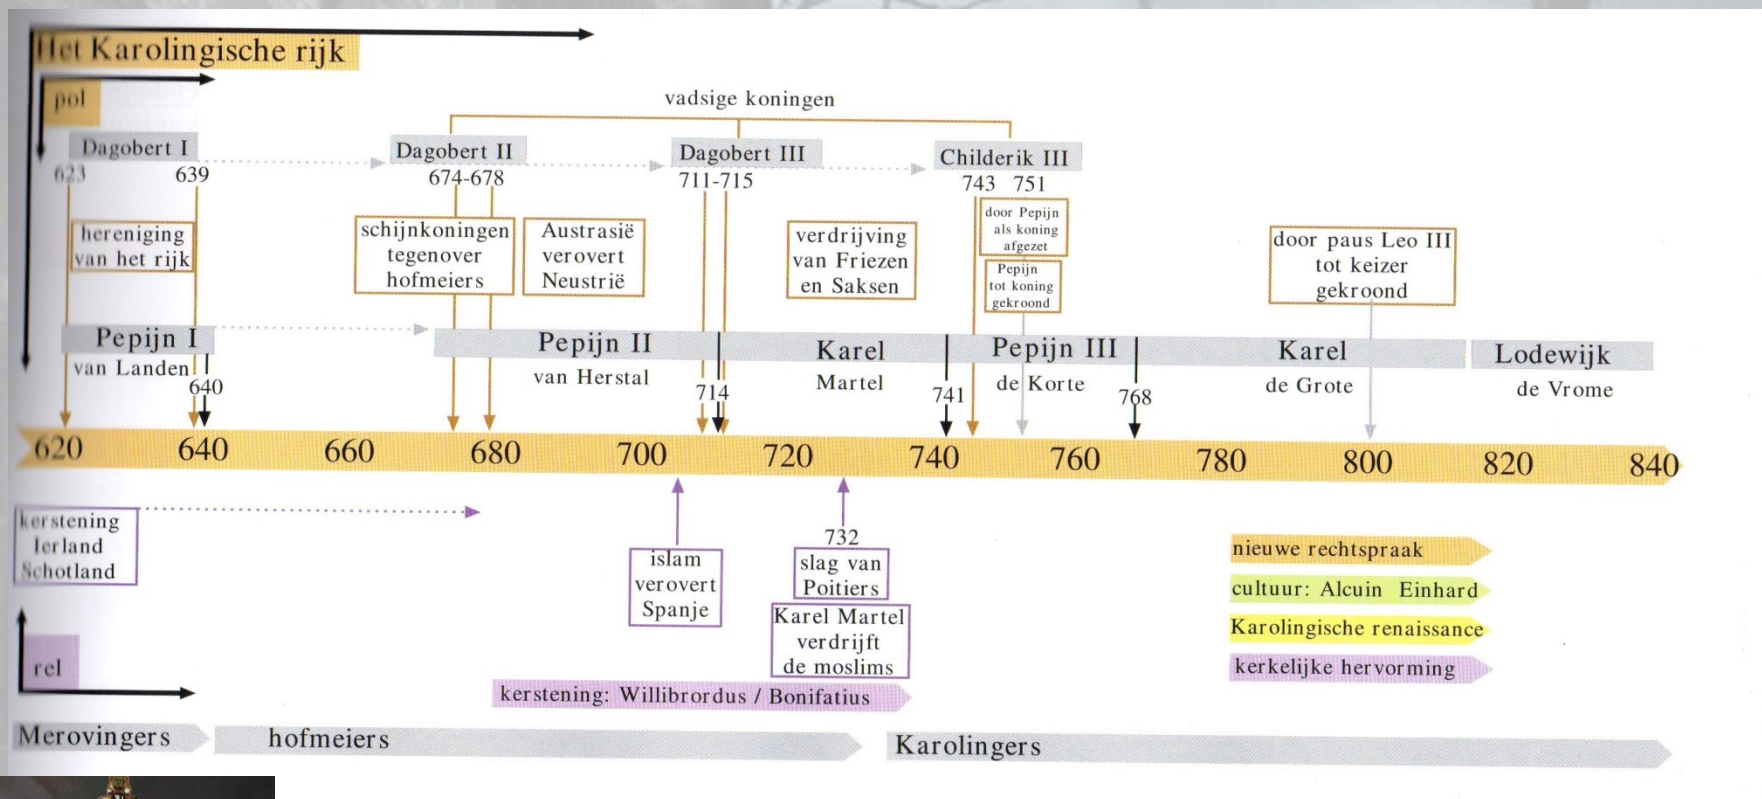 Het Karolingische rijk
pol
vadsige koningen
Dagobert I
Dagobert II
Dagobert III
Childerik III
623
639
674-678
711-715
743
751
hereniging
van het rijk
schijnkoningen
tegenover
hofmeiers
Austrasië
verovert
Neustrië
verdrijving
van Friezen
en Saksen
door Pepijn
als koning
afgezet
Pepijn
tot koning
gekroond
door paus Leo III
tot keizer
gekroond
Pepijn I
van Landen
Pepijn II
van Herstal
Karel
Martel
Pepijn III
de Korte
Karel
de Grote
Lodewijk
de Vrome
640
714
741
768
620 640 660 680 700 720 740 760 780 800 820 840
kerstening
Ierland
Schotland
islam
verovert
Spanje
732
slag van
Poitiers
Karel Martel
verdrijft
de moslims
nieuwe rechtspraak
cultuur: Alcuin Einhard
Karolingische renaissance
kerkelijke hervorming
rel
kerstening: Willibrordus / Bonifatius
Merovingers
hofmeiers
Karolingers